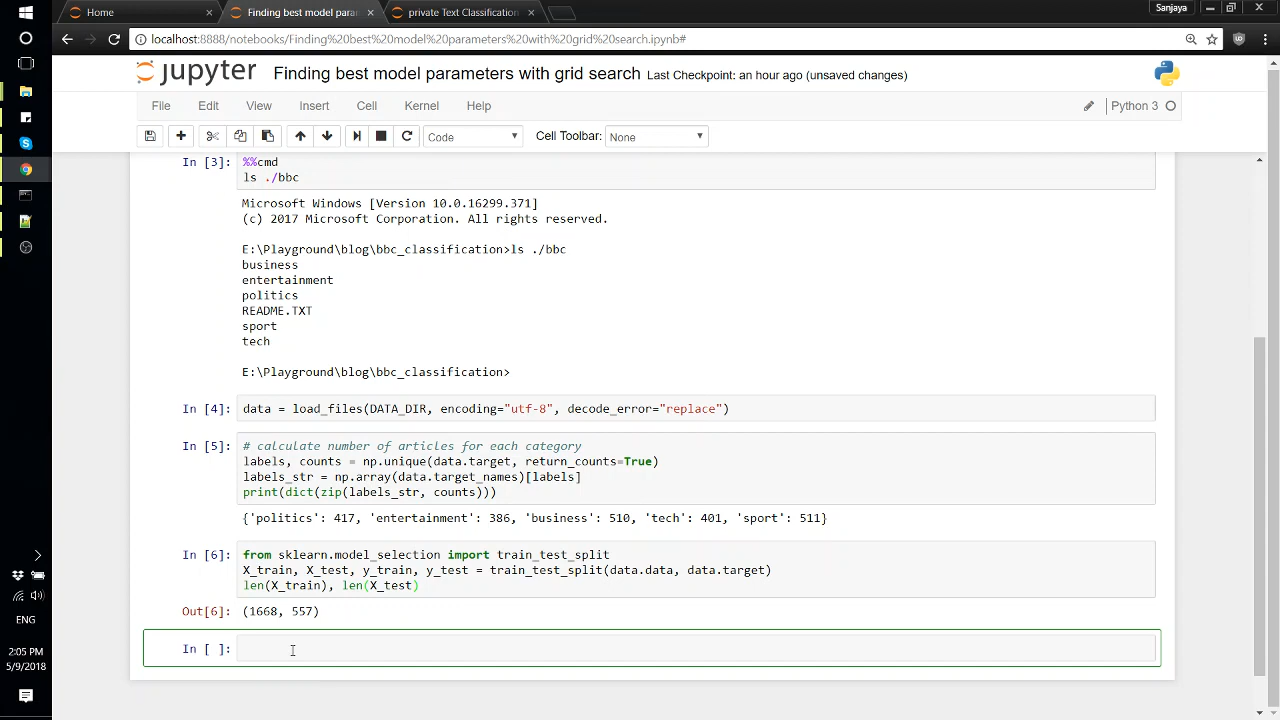 Home
Finding best model para
private Text Classification
Sanjaya
localhost:8888/notebooks/Finding%20best%20model%20parameters%20with%20grid%20search.ipynb#
jupyter Finding best model parameters with grid search Last Checkpoint: an hour ago (unsaved changes)
File Edit View Insert Cell Kernel Help
Python 3
Code
Cell Toolbar:
None
In [3]:
%%cmd
ls ./bbc
Microsoft Windows [Version 10.0.16299.371]
(c) 2017 Microsoft Corporation. All rights reserved.
E:\Playground\blog\bbc_classification>ls ./bbc
business
entertainment
politics
README.TXT
sport
tech
E:\Playground\blog\bbc_classification>
In [4]:
data = load_files(DATA_DIR, encoding="utf-8", decode_error="replace")
In [5]:
# calculate number of articles for each category
labels, counts = np.unique(data.target, return_counts=True)
labels_str = np.array(data.target_names)[labels]
print(dict(zip(labels_str, counts)))
{'politics': 417, 'entertainment': 386, 'business': 510, 'tech': 401, 'sport': 511}
In [6]:
from sklearn.model_selection import train_test_split
X_train, X_test, y_train, y_test = train_test_split(data.data, data.target)
len(X_train), len(X_test)
Out[6]:
(1668, 557)
In [ ]:
ENG
2:05 PM
5/9/2018